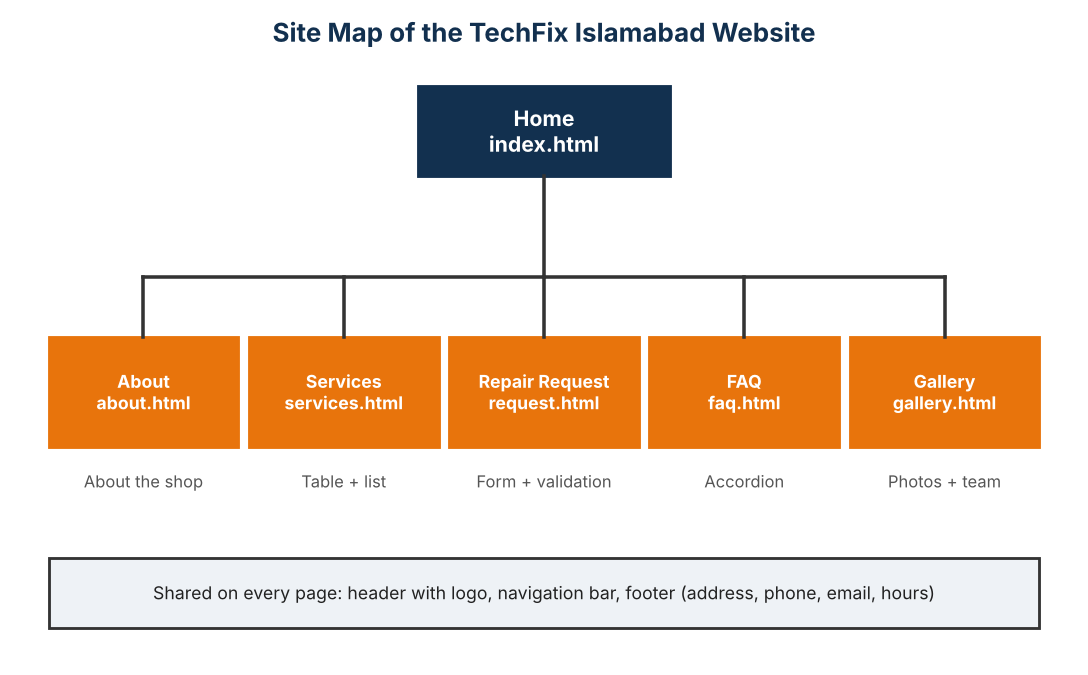 Site Map of the TechFix Islamabad Website
Home
index.html
About
about.html
Services
services.html
Repair Request
request.html
FAQ
faq.html
Gallery
gallery.html
About the shop
Table + list
Form + validation
Accordion
Photos + team
Shared on every page: header with logo, navigation bar, footer (address, phone, email, hours)